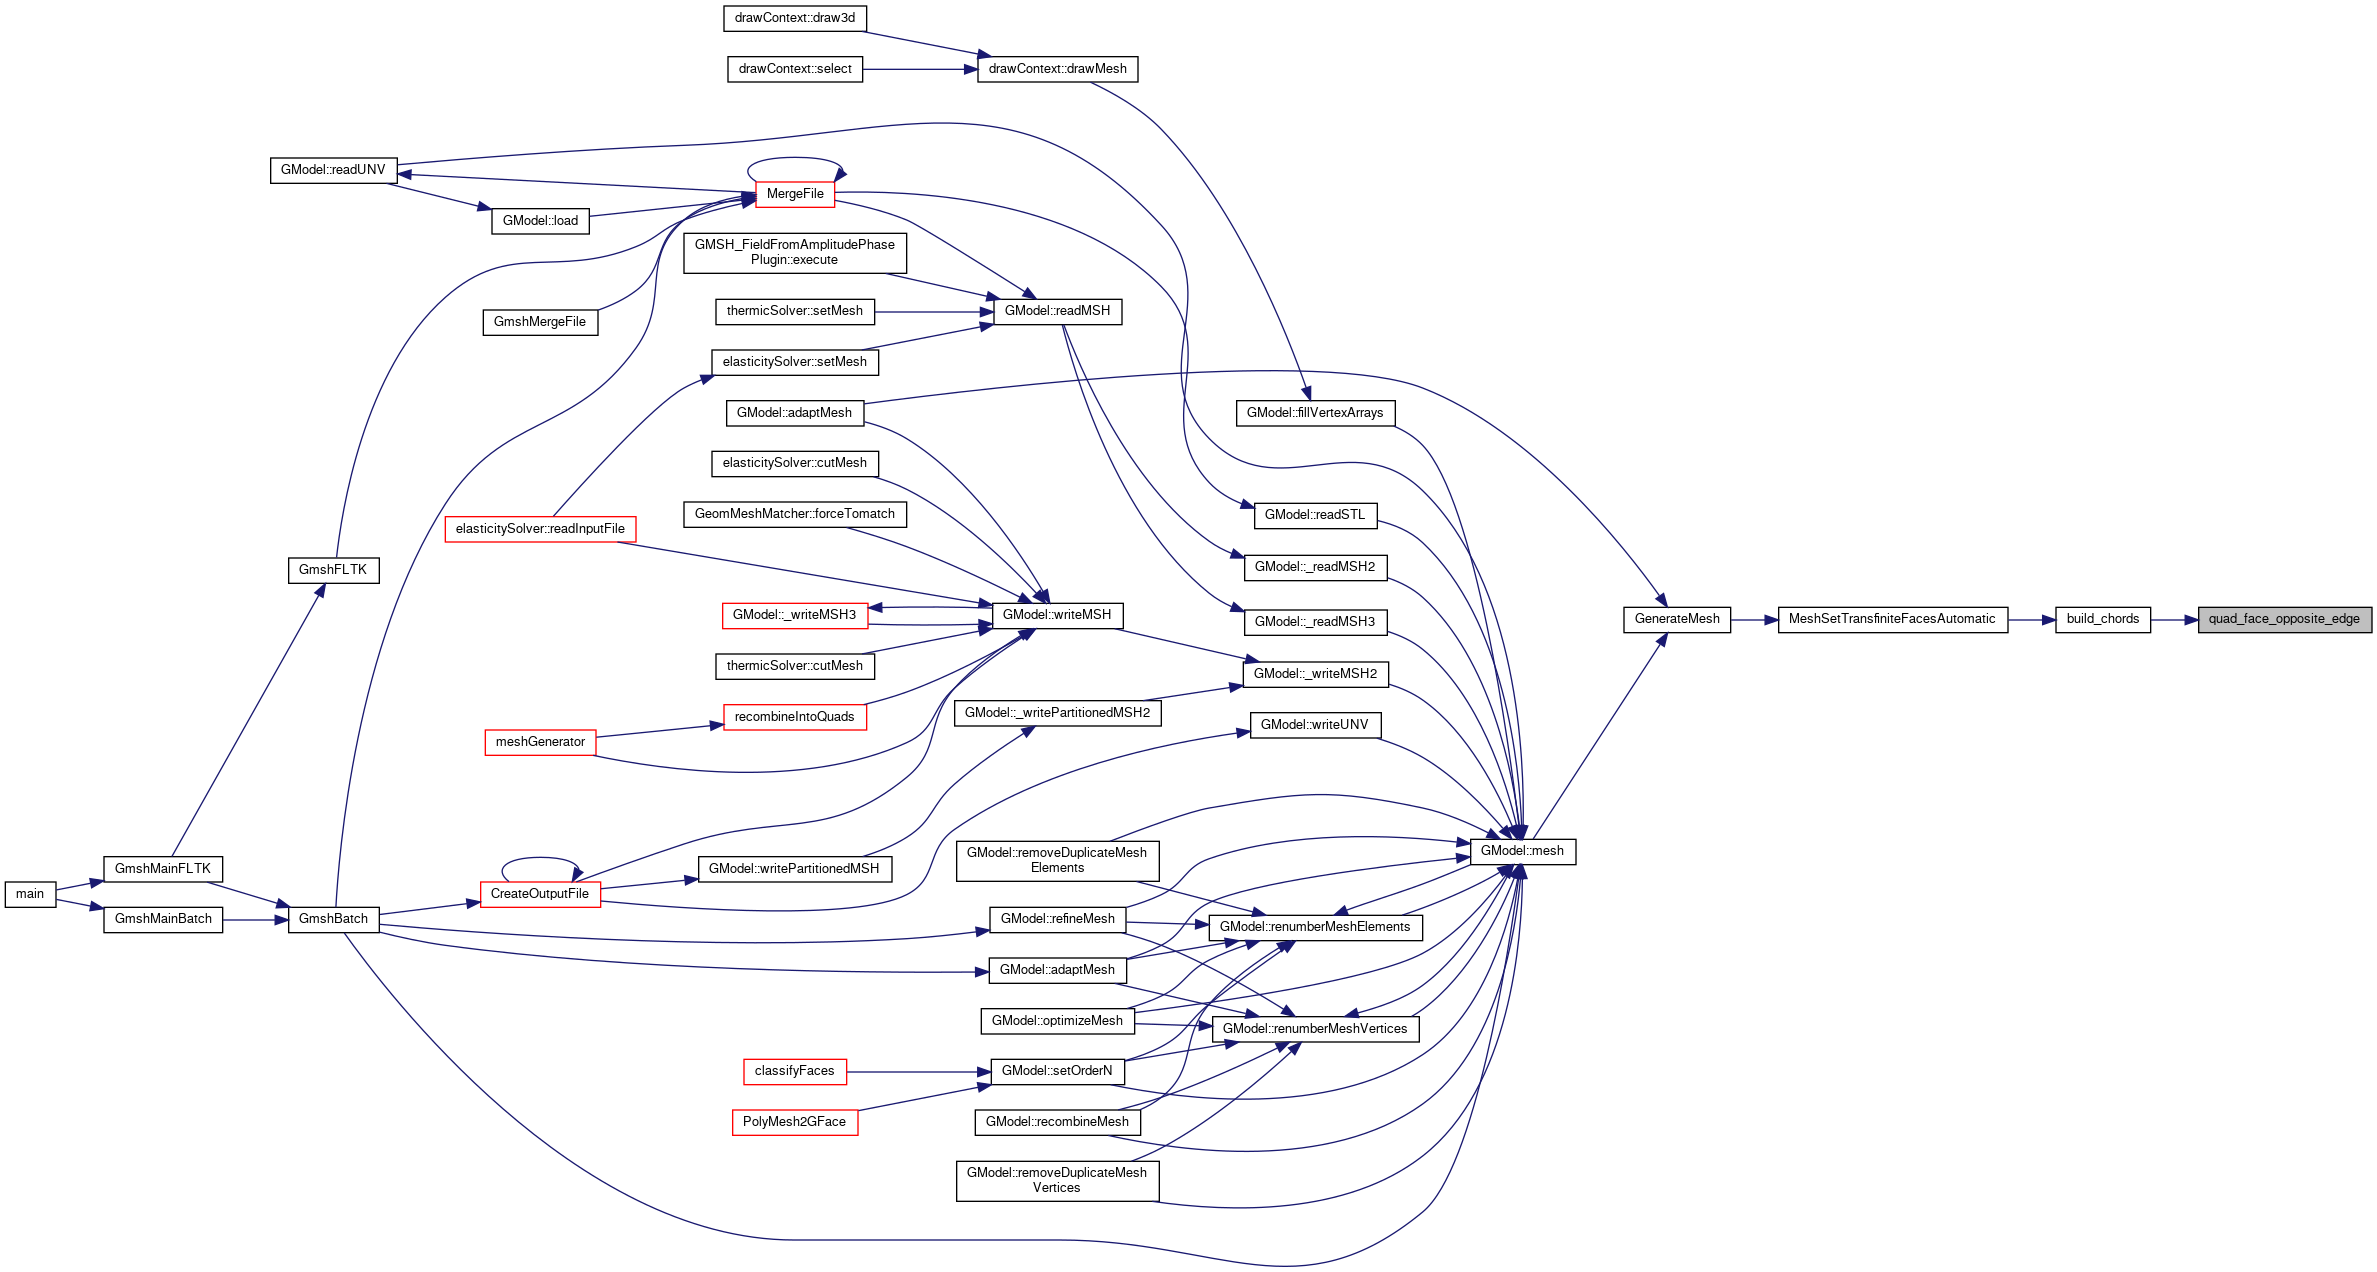 drawContext::draw3d
drawContext::select
drawContext::drawMesh
GModel::readUNV
MergeFile
GModel::load
GMSH_FieldFromAmplitudePhase
Plugin::execute
GmshMergeFile
thermicSolver::setMesh
GModel::readMSH
elasticitySolver::setMesh
GModel::adaptMesh
GModel::fillVertexArrays
elasticitySolver::cutMesh
GeomMeshMatcher::forceTomatch
GModel::readSTL
elasticitySolver::readInputFile
GmshFLTK
GModel::_readMSH2
GModel::_writeMSH3
GModel::writeMSH
GModel::_readMSH3
GenerateMesh
MeshSetTransfiniteFacesAutomatic
build_chords
quad_face_opposite_edge
thermicSolver::cutMesh
GModel::_writeMSH2
recombineIntoQuads
GModel::_writePartitionedMSH2
GModel::writeUNV
meshGenerator
GModel::removeDuplicateMesh
Elements
GModel::mesh
GmshMainFLTK
GModel::writePartitionedMSH
main
CreateOutputFile
GmshMainBatch
GmshBatch
GModel::refineMesh
GModel::renumberMeshElements
GModel::adaptMesh
GModel::optimizeMesh
GModel::renumberMeshVertices
classifyFaces
GModel::setOrderN
PolyMesh2GFace
GModel::recombineMesh
GModel::removeDuplicateMesh
Vertices